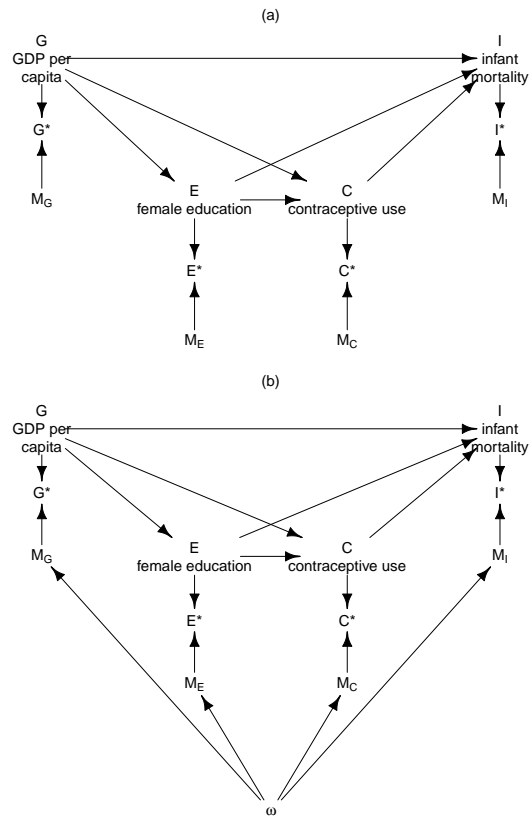 (a)
G
GDP per
capita
I
infant
mortality
G*
I*
M_G
M_I
E
female education
C
contraceptive use
E*
C*
M_E
M_C
(b)
G
GDP per
capita
I
infant
mortality
G*
I*
M_G
M_I
E
female education
C
contraceptive use
E*
C*
M_E
M_C
ω